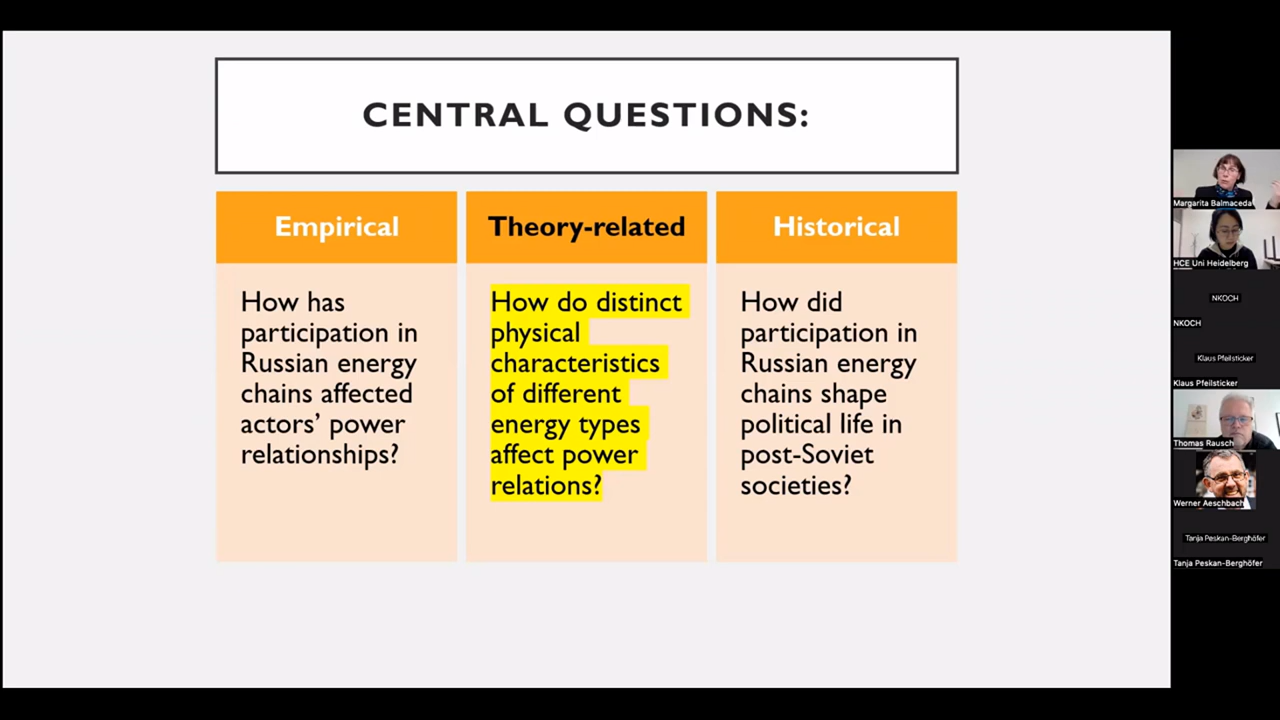 CENTRAL QUESTIONS:
Empirical
How has
participation in
Russian energy
chains affected
actors’ power
relationships?
Theory-related
How do distinct
physical
characteristics
of different
energy types
affect power
relations?
Historical
How did
participation in
Russian energy
chains shape
political life in
post-Soviet
societies?
Margarita Balmaceda
HCE Uni Heidelberg
NKOCH
NKOCH
Klaus Pfeilsticker
Klaus Pfeilsticker
Thomas Rausch
Werner Aeschbach
Tanja Peskan-Berghöfer
Tanja Peskan-Berghöfer